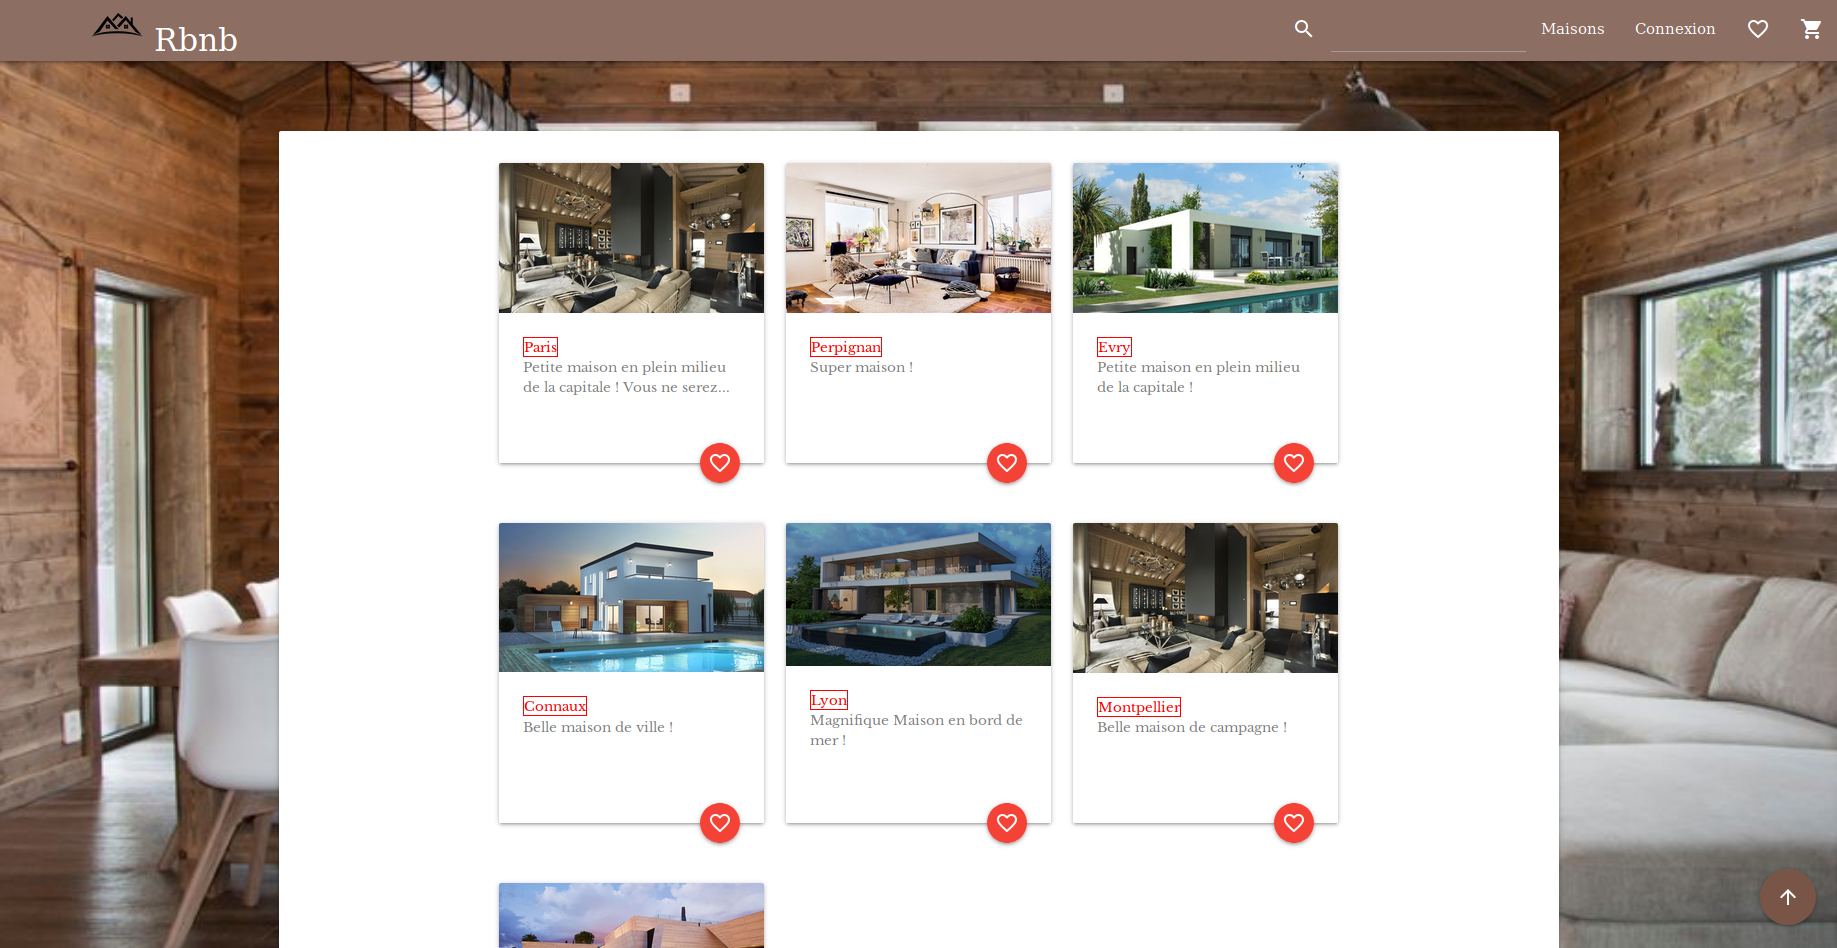 Rbnb
Maisons
Connexion
Paris
Petite maison en plein milieu
de la capitale ! Vous ne serez...
Perpignan
Super maison !
Evry
Petite maison en plein milieu
de la capitale !
Connaux
Belle maison de ville !
Lyon
Magnifique Maison en bord de
mer !
Montpellier
Belle maison de campagne !